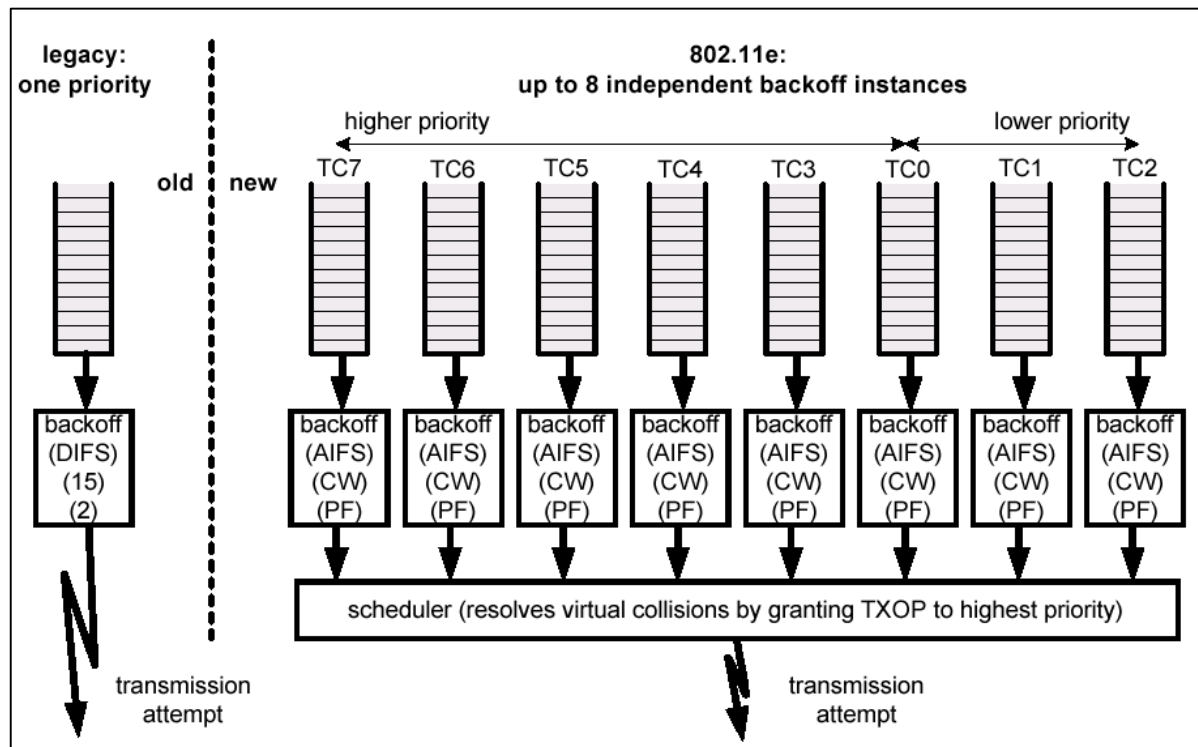 legacy:
one priority
802.11e:
up to 8 independent backoff instances
higher priority
lower priority
old
new
TC7
TC6
TC5
TC4
TC3
TC0
TC1
TC2
backoff
(DIFS)
(15)
(2)
backoff
(AIFS)
(CW)
(PF)
backoff
(AIFS)
(CW)
(PF)
backoff
(AIFS)
(CW)
(PF)
backoff
(AIFS)
(CW)
(PF)
backoff
(AIFS)
(CW)
(PF)
backoff
(AIFS)
(CW)
(PF)
backoff
(AIFS)
(CW)
(PF)
backoff
(AIFS)
(CW)
(PF)
scheduler (resolves virtual collisions by granting TXOP to highest priority)
transmission
attempt
transmission
attempt